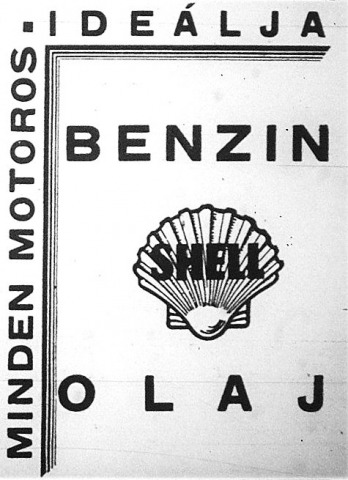 MINDEN MOTOROS
IDEÁLJA
BENZIN
SHELL
OLAJ